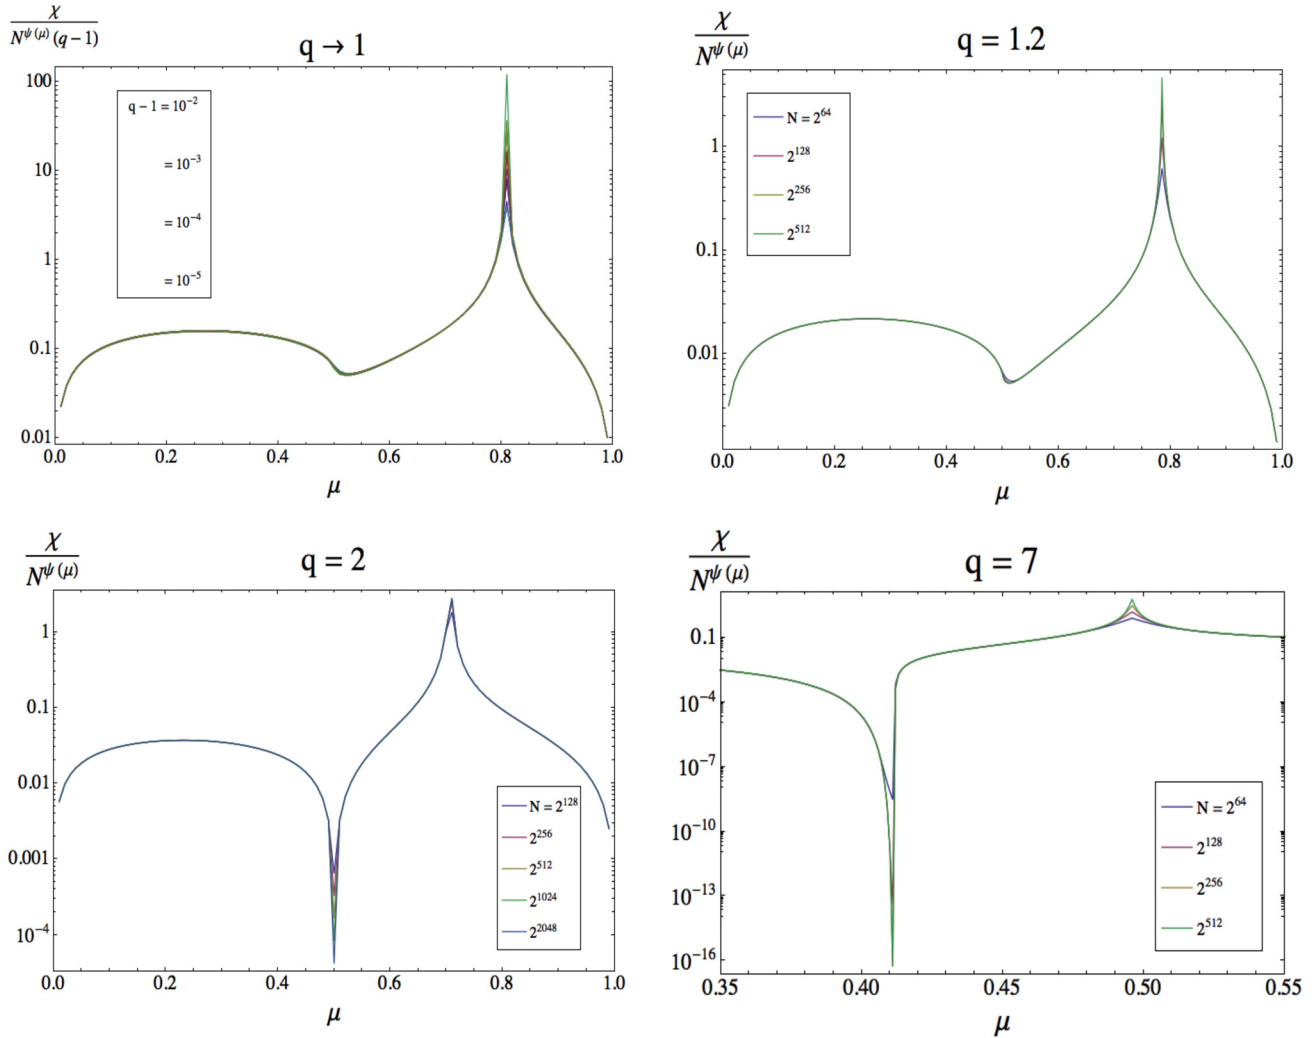 χ
N^ψ(μ) (q − 1)
q → 1
100
10
1
0.1
0.01
q − 1 = 10^-2
= 10^-3
= 10^-4
= 10^-5
0.0 0.2 0.4 0.6 0.8 1.0
μ
χ
N^ψ(μ)
q = 1.2
1
0.1
0.01
N = 2^64
2^128
2^256
2^512
0.0 0.2 0.4 0.6 0.8 1.0
μ
χ
N^ψ(μ)
q = 2
1
0.1
0.01
0.001
10^-4
N = 2^128
2^256
2^512
2^1024
2^2048
0.0 0.2 0.4 0.6 0.8 1.0
μ
χ
N^ψ(μ)
q = 7
0.1
10^-4
10^-7
10^-10
10^-13
10^-16
N = 2^64
2^128
2^256
2^512
0.35 0.40 0.45 0.50 0.55
μ